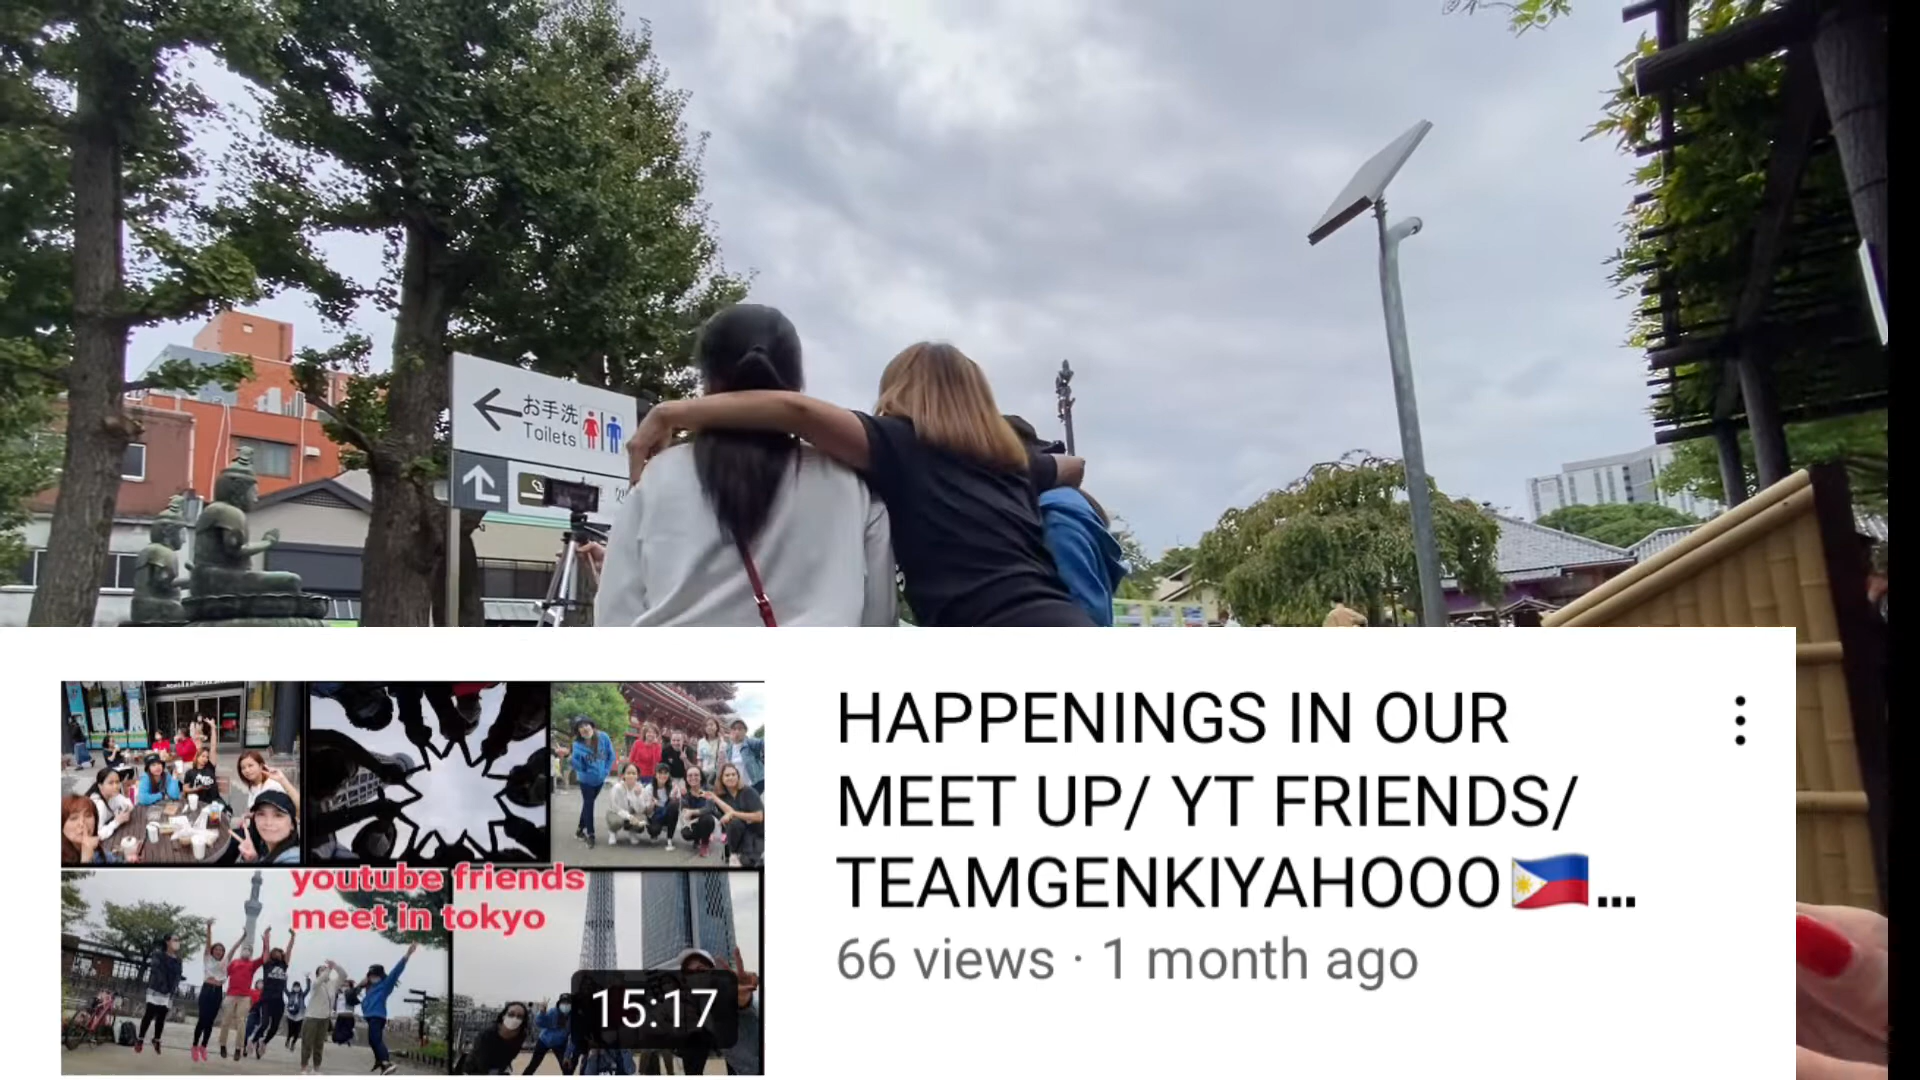 お手洗
Toilets
HAPPENINGS IN OUR
MEET UP/ YT FRIENDS/
TEAMGENKIYAHOOO🇵🇭...
66 views · 1 month ago
youtube friends
meet in tokyo
15:17